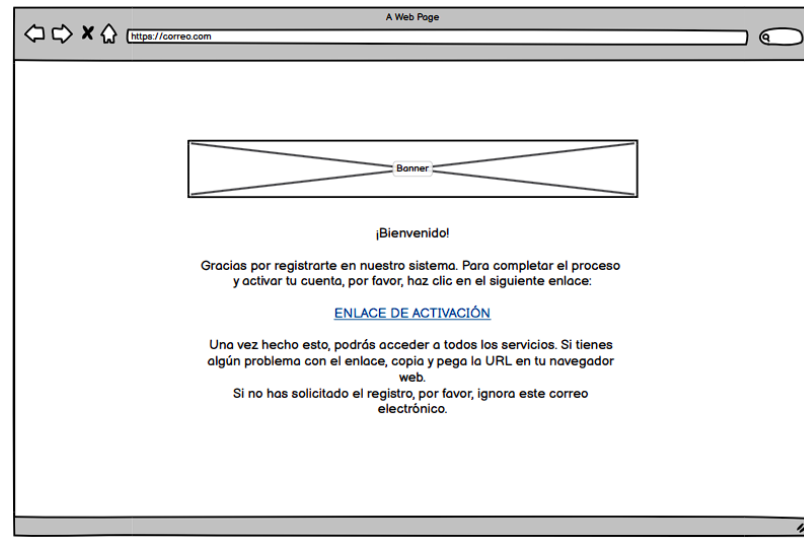 A Web Page
https://correo.com
Banner
¡Bienvenido!
Gracias por registrarte en nuestro sistema. Para completar el proceso
y activar tu cuenta, por favor, haz clic en el siguiente enlace:
ENLACE DE ACTIVACIÓN
Una vez hecho esto, podrás acceder a todos los servicios. Si tienes
algún problema con el enlace, copia y pega la URL en tu navegador
web.
Si no has solicitado el registro, por favor, ignora este correo
electrónico.